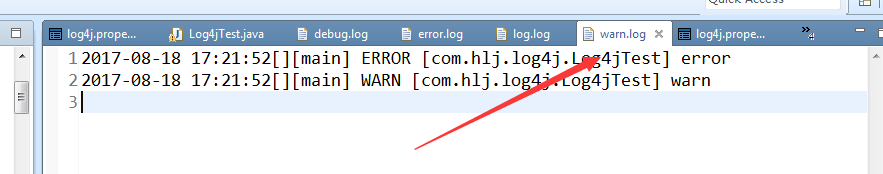 Quick Access
log4j.prope... Log4jTest.java debug.log error.log log.log warn.log log4j.prope... »4
1 2017-08-18 17:21:52[][main] ERROR [com.hlj.log4j.Log4jTest] error
2 2017-08-18 17:21:52[][main] WARN [com.hlj.log4j.Log4jTest] warn
3